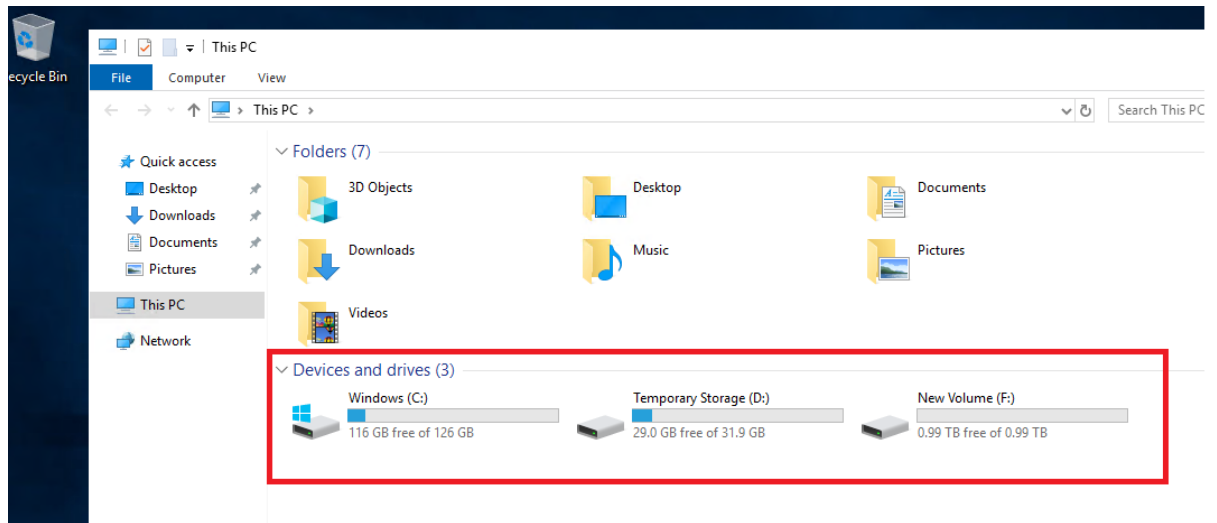 This PC
ecycle Bin
File Computer View
This PC
Search This PC
Quick access
Desktop
Downloads
Documents
Pictures
This PC
Network
Folders (7)
3D Objects
Desktop
Documents
Downloads
Music
Pictures
Videos
Devices and drives (3)
Windows (C:)
116 GB free of 126 GB
Temporary Storage (D:)
29.0 GB free of 31.9 GB
New Volume (F:)
0.99 TB free of 0.99 TB